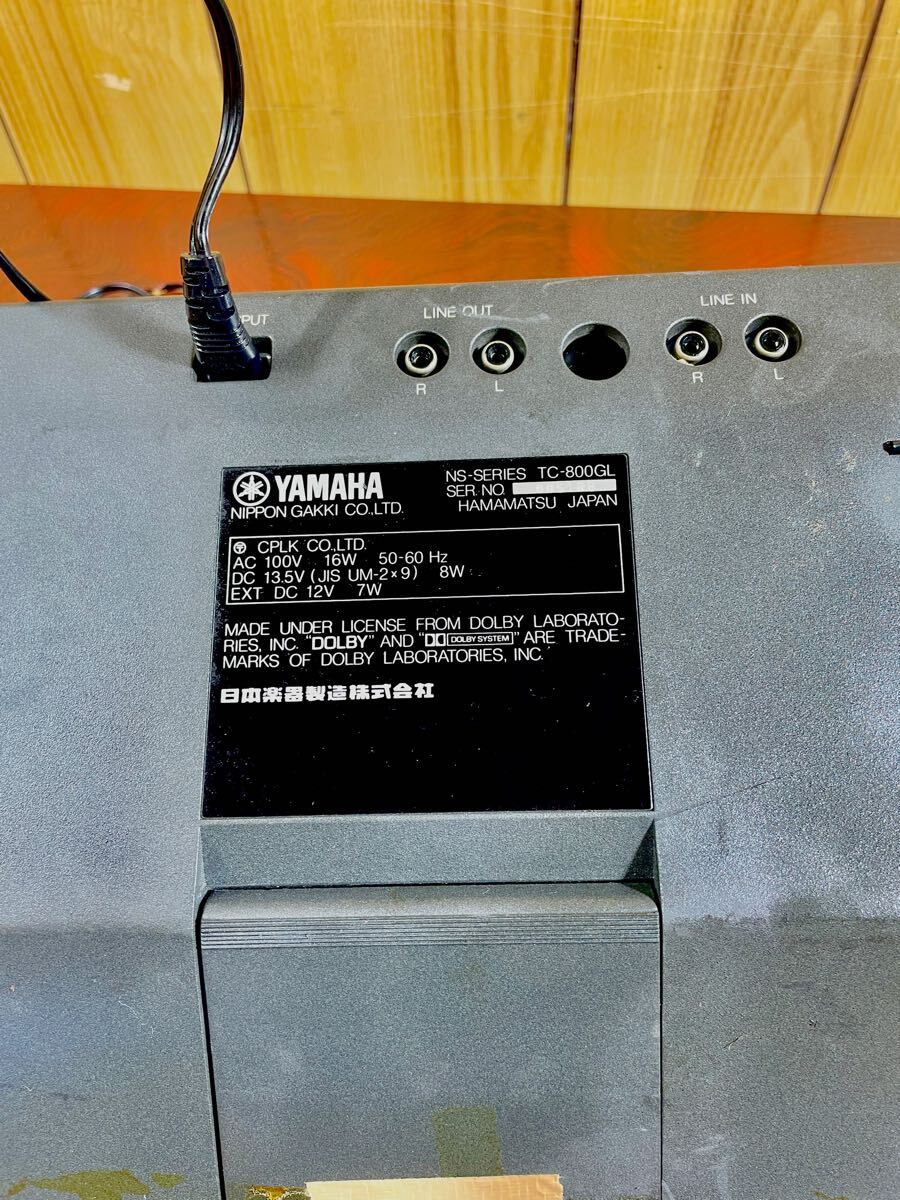 LINE OUT
LINE IN
R
L
R
L
YAMAHA
NIPPON GAKKI CO.,LTD.
NS-SERIES TC-800GL
SER. NO.
HAMAMATSU JAPAN
CPLK CO.,LTD.
AC 100V 16W 50-60 Hz
DC 13.5V (JIS UM-2×9) 8W
EXT DC 12V 7W
MADE UNDER LICENSE FROM DOLBY LABORATO-
RIES, INC. "DOLBY" AND "DOLBY SYSTEM" ARE TRADE-
MARKS OF DOLBY LABORATORIES, INC.
日本楽器製造株式会社